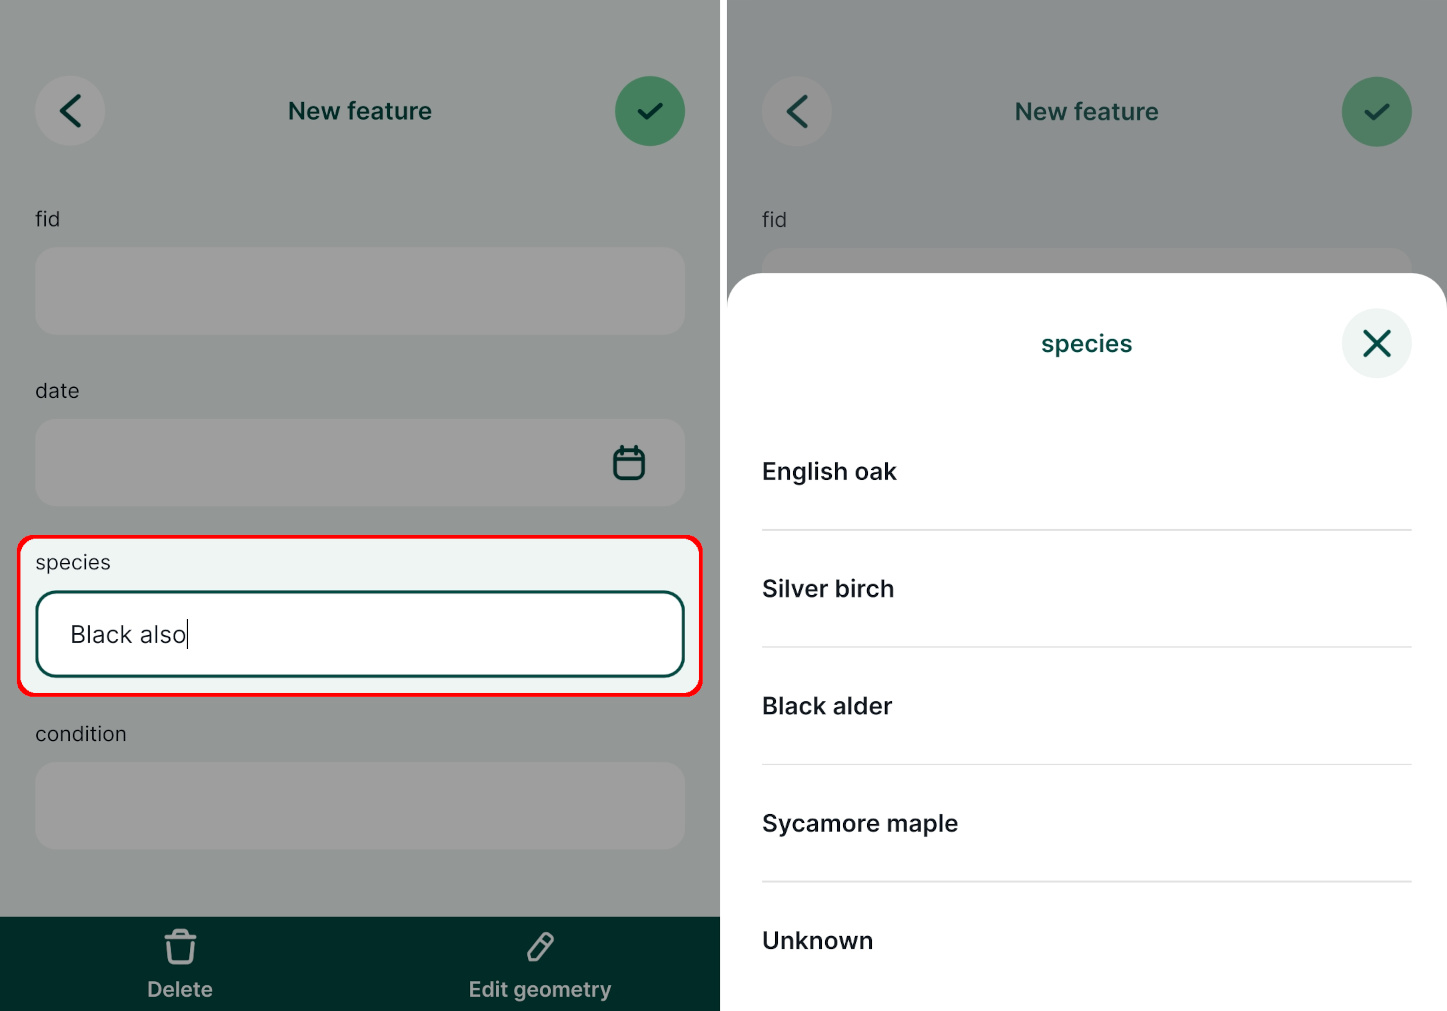 New feature
fid
date
species
Black also
condition
Delete
Edit geometry
New feature
fid
species
English oak
Silver birch
Black alder
Sycamore maple
Unknown